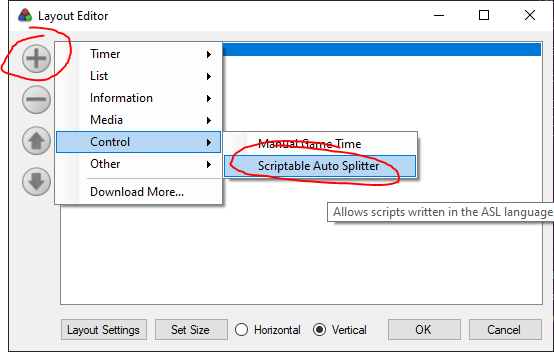 Layout Editor
Timer
List
Information
Media
Control
Other
Download More...
Manual Game Time
Scriptable Auto Splitter
Allows scripts written in the ASL language
Layout Settings
Set Size
Horizontal
Vertical
OK
Cancel